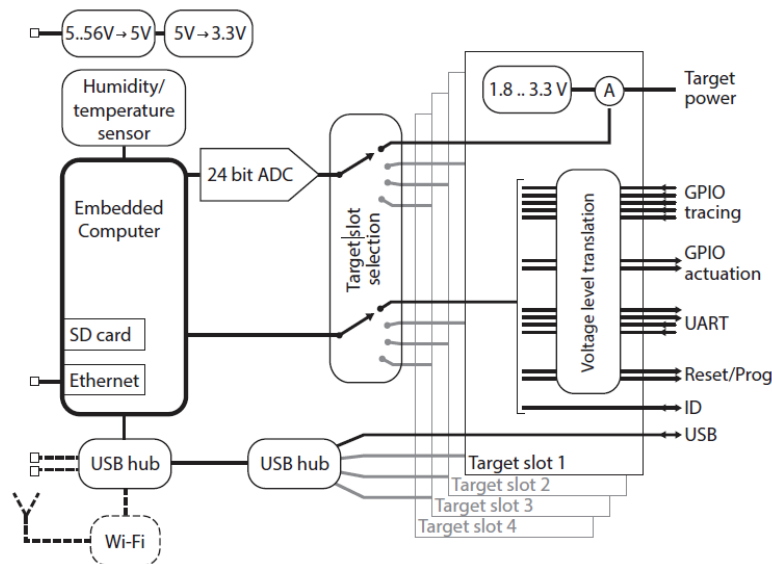 5..56V→5V
5V→3.3V
Humidity/
temperature
sensor
1.8 .. 3.3 V
A
Target
power
24 bit ADC
Embedded
Computer
Target slot
selection
Voltage level translation
GPIO
tracing
GPIO
actuation
SD card
UART
Ethernet
Reset/Prog
ID
USB
USB hub
USB hub
Target slot 1
Target slot 2
Target slot 3
Target slot 4
Wi-Fi